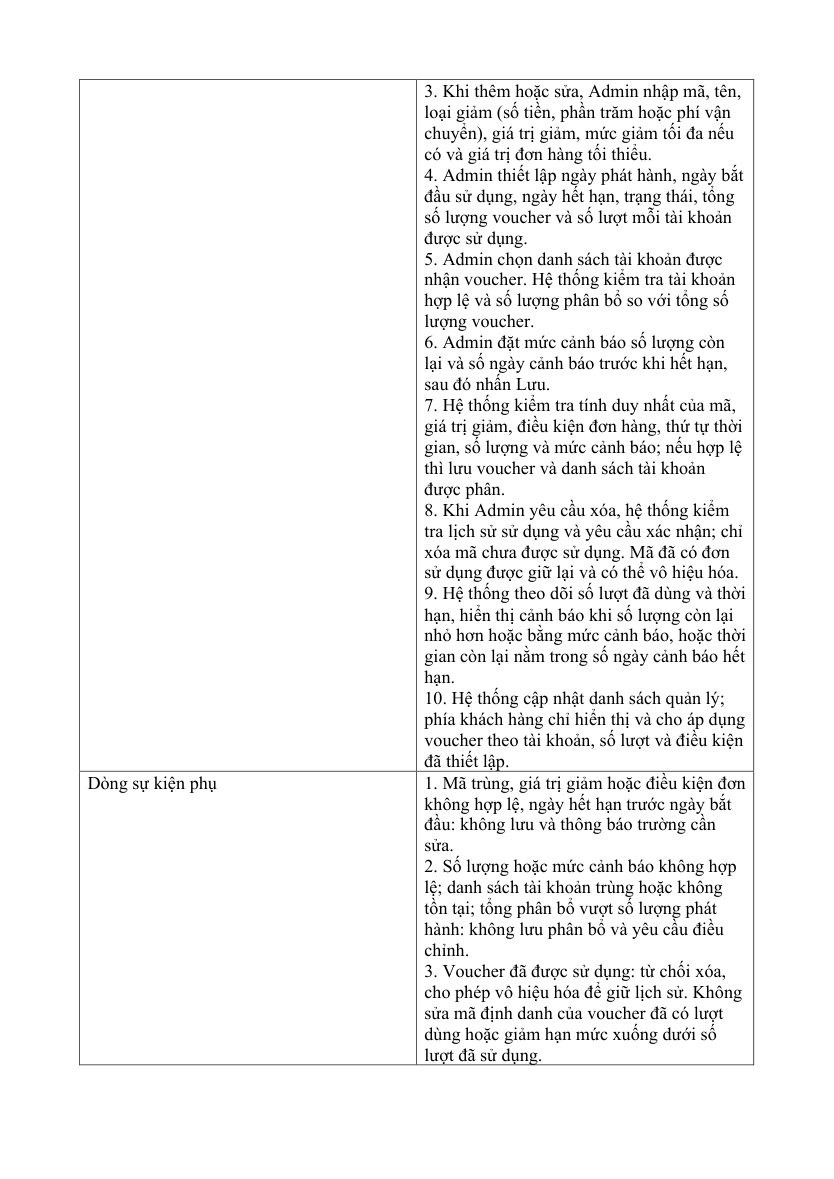 3. Khi thêm hoặc sửa, Admin nhập mã, tên,
loại giảm (số tiền, phần trăm hoặc phí vận
chuyển), giá trị giảm, mức giảm tối đa nếu
có và giá trị đơn hàng tối thiểu.
4. Admin thiết lập ngày phát hành, ngày bắt
đầu sử dụng, ngày hết hạn, trạng thái, tổng
số lượng voucher và số lượt mỗi tài khoản
được sử dụng.
5. Admin chọn danh sách tài khoản được
nhận voucher. Hệ thống kiểm tra tài khoản
hợp lệ và số lượng phân bổ so với tổng số
lượng voucher.
6. Admin đặt mức cảnh báo số lượng còn
lại và số ngày cảnh báo trước khi hết hạn,
sau đó nhấn Lưu.
7. Hệ thống kiểm tra tính duy nhất của mã,
giá trị giảm, điều kiện đơn hàng, thứ tự thời
gian, số lượng và mức cảnh báo; nếu hợp lệ
thì lưu voucher và danh sách tài khoản
được phân.
8. Khi Admin yêu cầu xóa, hệ thống kiểm
tra lịch sử sử dụng và yêu cầu xác nhận; chỉ
xóa mã chưa được sử dụng. Mã đã có đơn
sử dụng được giữ lại và có thể vô hiệu hóa.
9. Hệ thống theo dõi số lượt đã dùng và thời
hạn, hiển thị cảnh báo khi số lượng còn lại
nhỏ hơn hoặc bằng mức cảnh báo, hoặc thời
gian còn lại nằm trong số ngày cảnh báo hết
hạn.
10. Hệ thống cập nhật danh sách quản lý;
phía khách hàng chỉ hiển thị và cho áp dụng
voucher theo tài khoản, số lượt và điều kiện
đã thiết lập.
Dòng sự kiện phụ
1. Mã trùng, giá trị giảm hoặc điều kiện đơn
không hợp lệ, ngày hết hạn trước ngày bắt
đầu: không lưu và thông báo trường cần
sửa.
2. Số lượng hoặc mức cảnh báo không hợp
lệ; danh sách tài khoản trùng hoặc không
tồn tại; tổng phân bổ vượt số lượng phát
hành: không lưu phân bổ và yêu cầu điều
chỉnh.
3. Voucher đã được sử dụng: từ chối xóa,
cho phép vô hiệu hóa để giữ lịch sử. Không
sửa mã định danh của voucher đã có lượt
dùng hoặc giảm hạn mức xuống dưới số
lượt đã sử dụng.